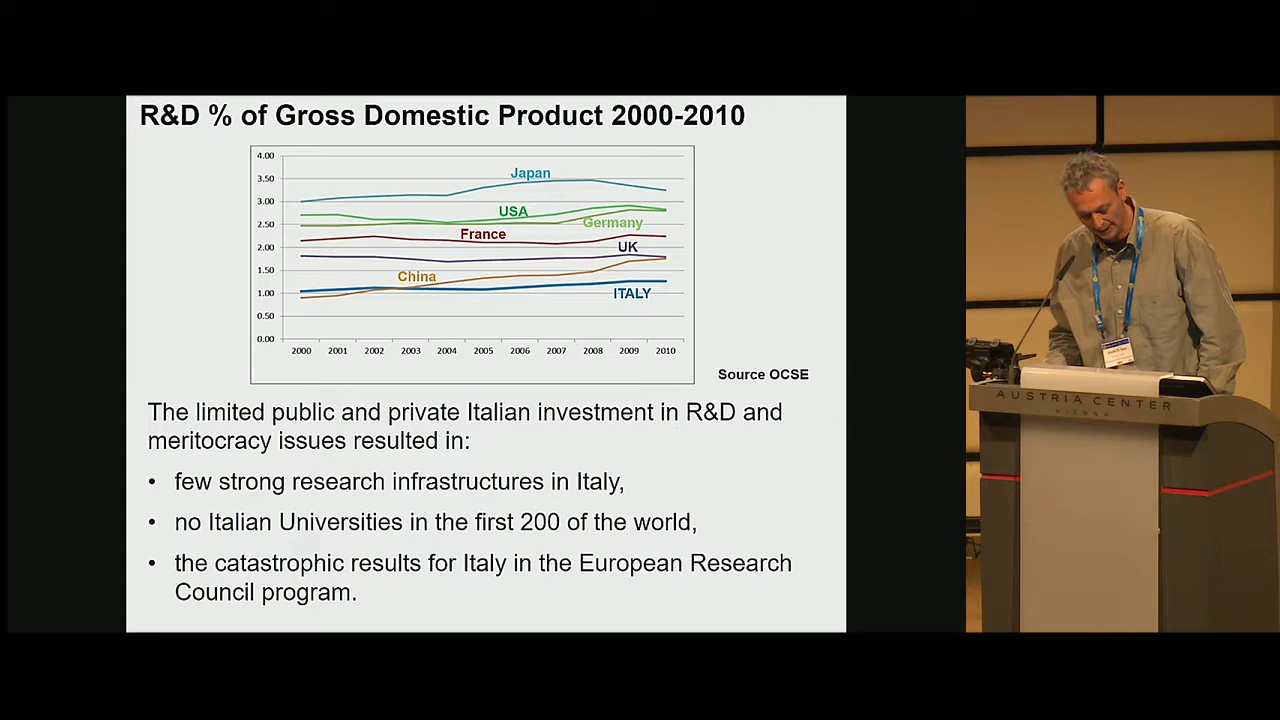 R&D % of Gross Domestic Product 2000-2010
4.00
3.50
3.00
2.50
2.00
1.50
1.00
0.50
0.00
Japan
USA
Germany
France
UK
China
ITALY
2000 2001 2002 2003 2004 2005 2006 2007 2008 2009 2010
Source OCSE
The limited public and private Italian investment in R&D and
meritocracy issues resulted in:
• few strong research infrastructures in Italy,
• no Italian Universities in the first 200 of the world,
• the catastrophic results for Italy in the European Research
Council program.
AUSTRIA CENTER
VIENNA